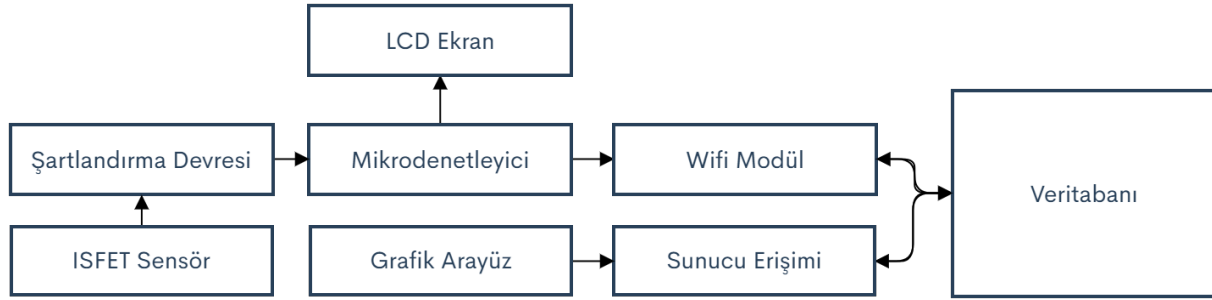 LCD Ekran
Şartlandırma Devresi
Mikrodenetleyici
Wifi Modül
Veritabanı
ISFET Sensör
Grafik Arayüz
Sunucu Erişimi